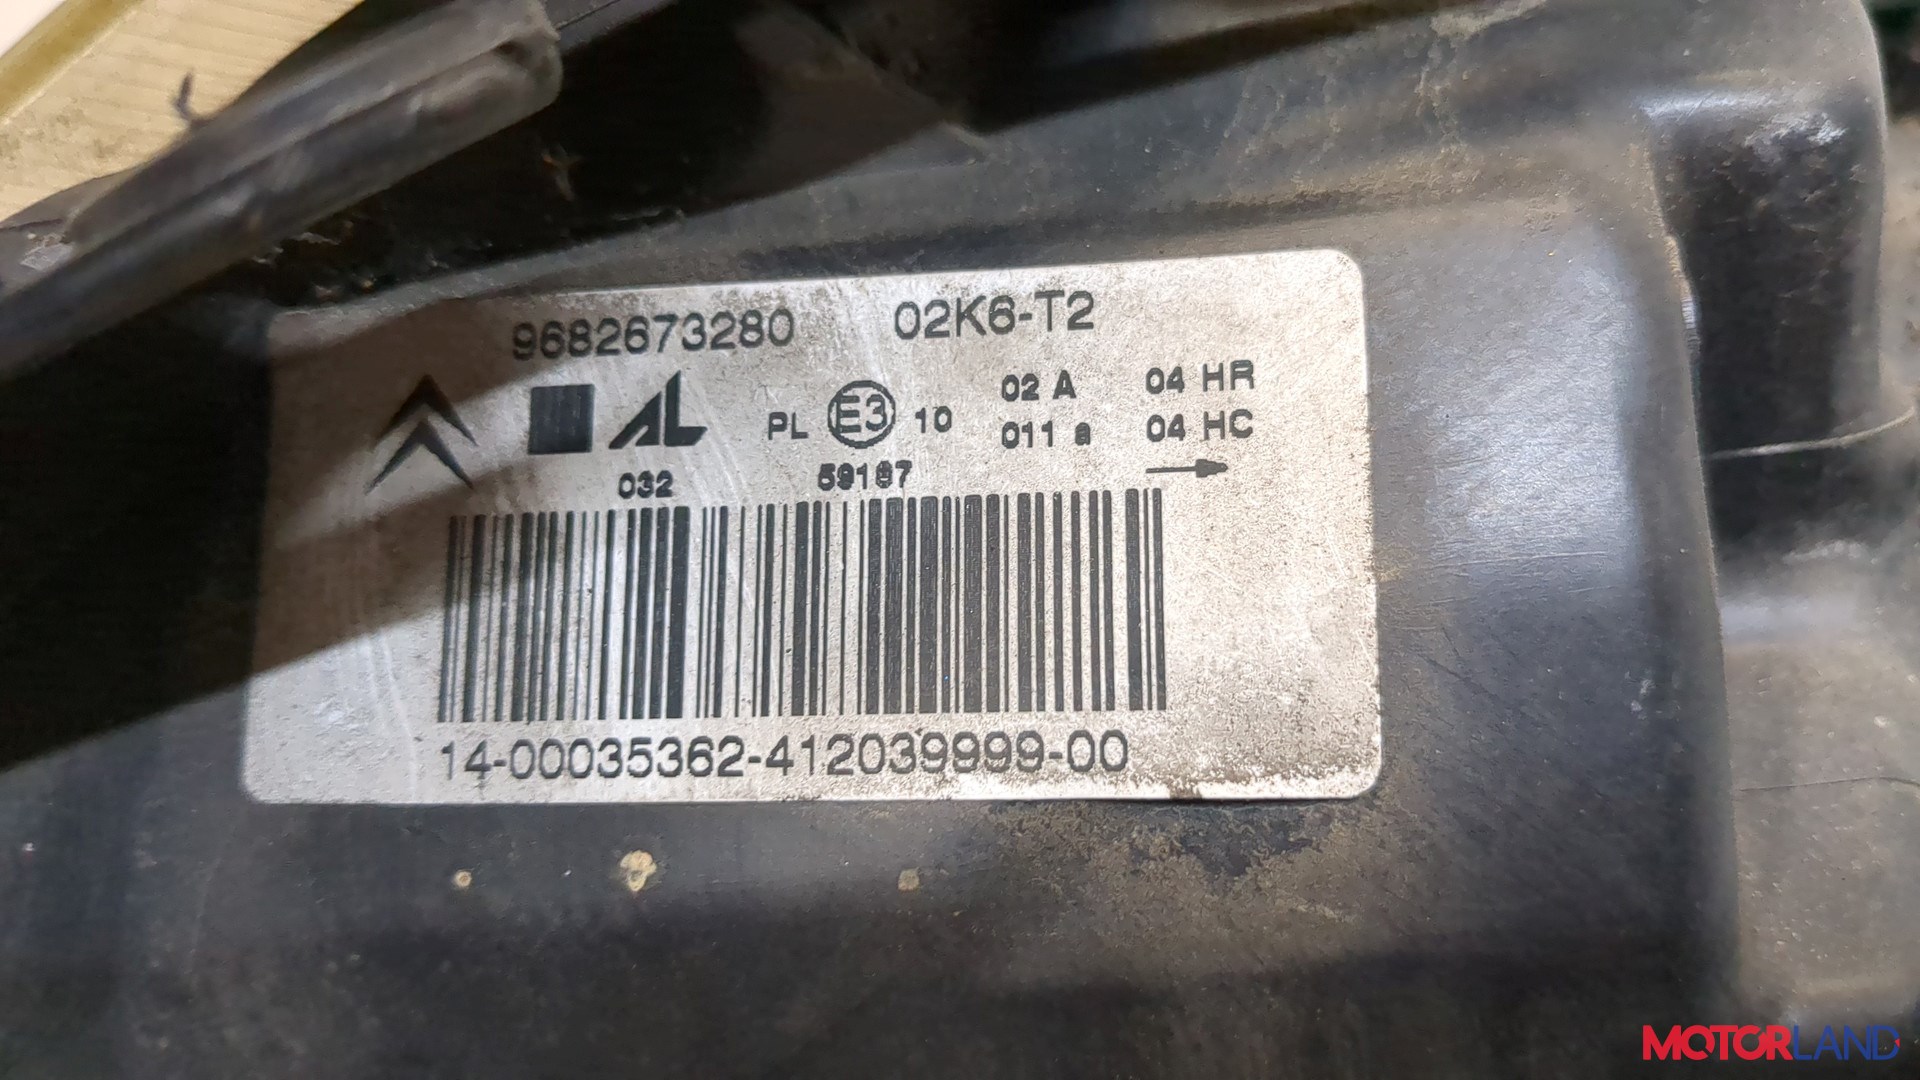 9682673280 02K6-T2
AL PL E3 10 02 A 04 HR
011 a 04 HC
032 59187
14-00035362-412039999-00
MOTORLAND